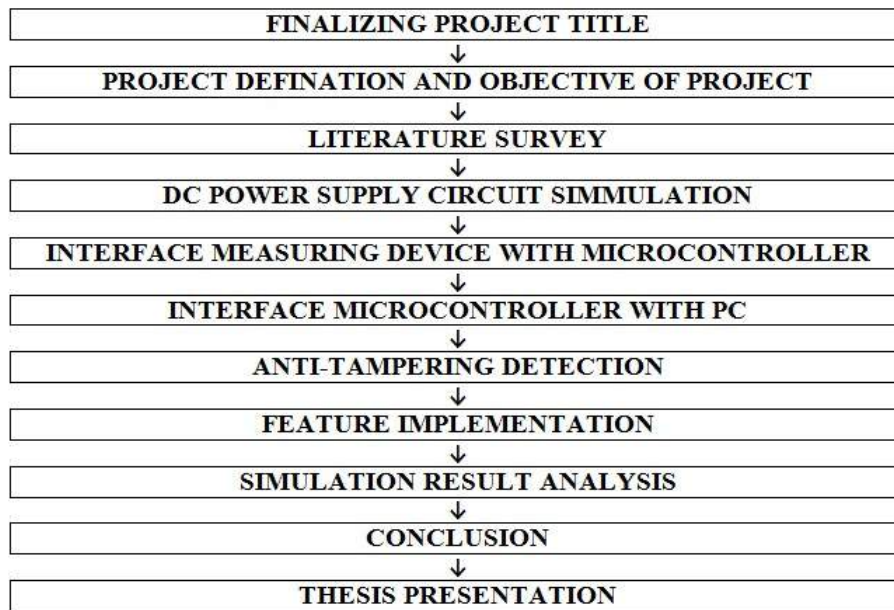 FINALIZING PROJECT TITLE
PROJECT DEFINATION AND OBJECTIVE OF PROJECT
LITERATURE SURVEY
DC POWER SUPPLY CIRCUIT SIMMULATION
INTERFACE MEASURING DEVICE WITH MICROCONTROLLER
INTERFACE MICROCONTROLLER WITH PC
ANTI-TAMPERING DETECTION
FEATURE IMPLEMENTATION
SIMULATION RESULT ANALYSIS
CONCLUSION
THESIS PRESENTATION